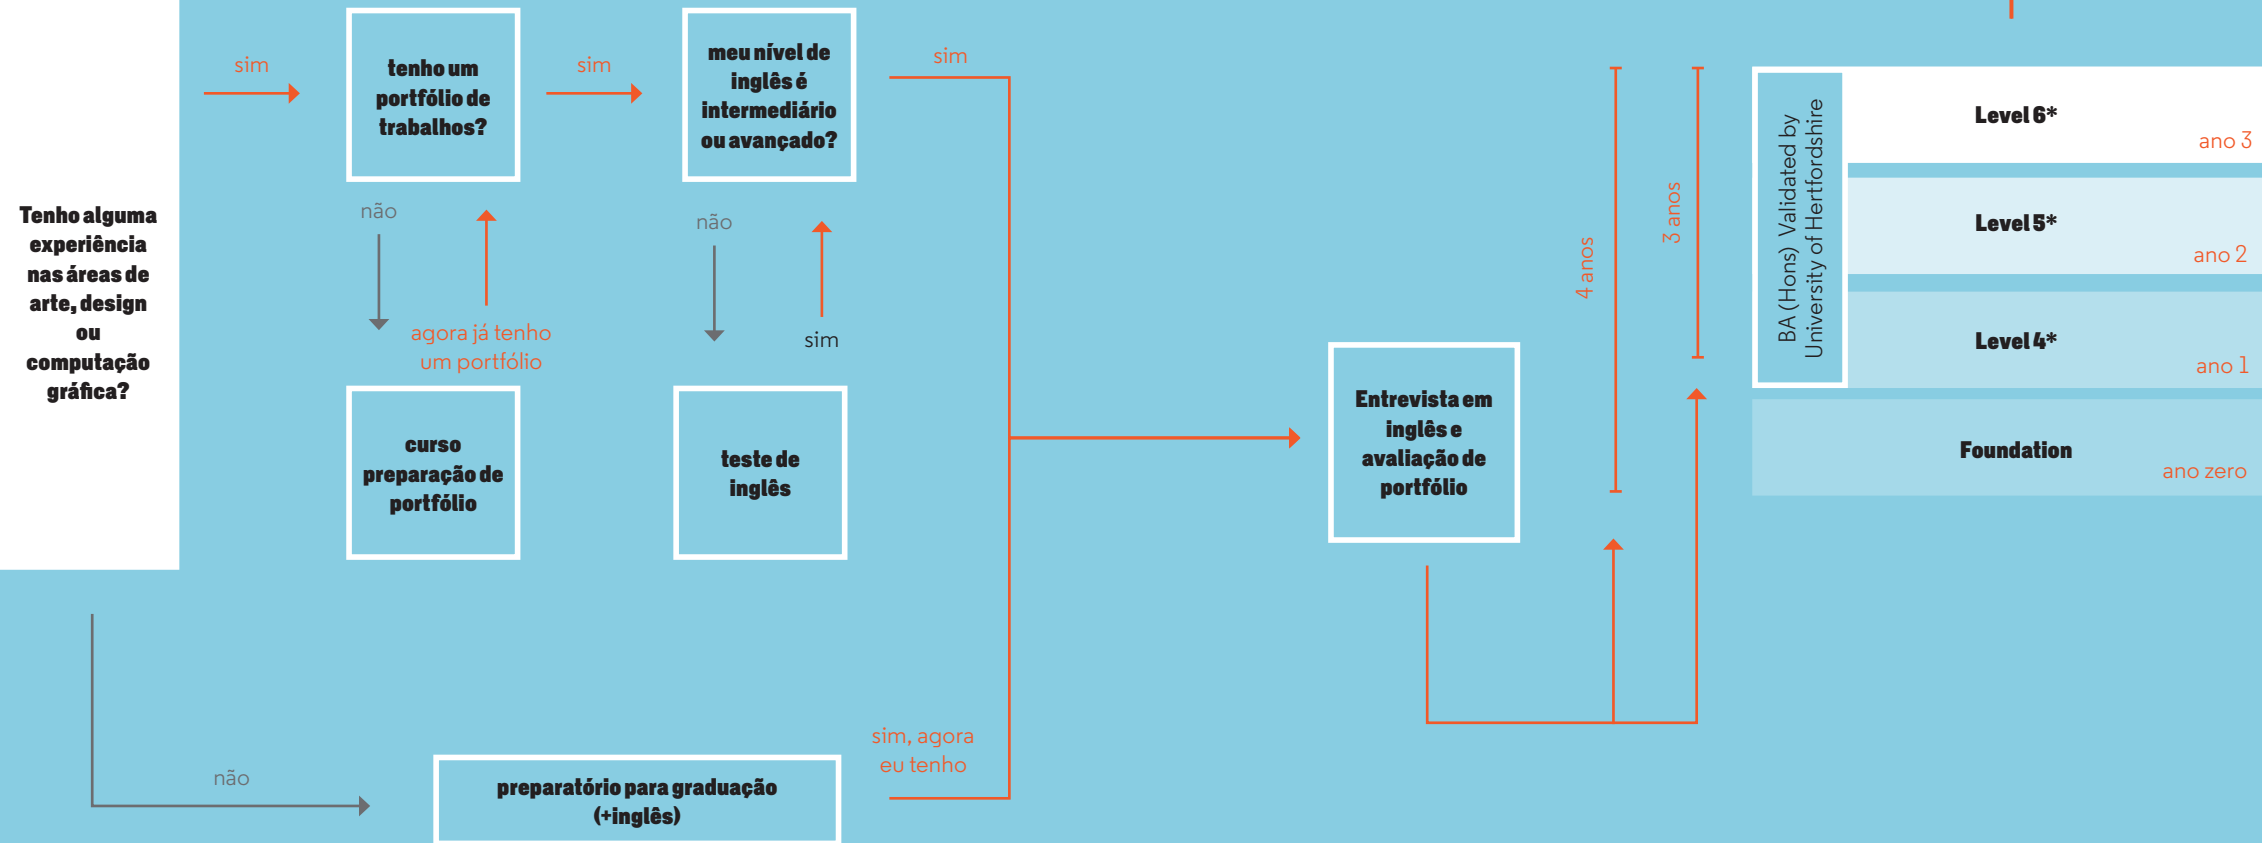 Tenho alguma
experiência
nas áreas de
arte, design
ou
computação
gráfica?
sim
tenho um
portfólio de
trabalhos?
sim
meu nível de
inglês é
intermediário
ou avançado?
sim
não
agora já tenho
um portfólio
não
sim
curso
preparação de
portfólio
teste de
inglês
não
preparatório para graduação
(+inglês)
sim, agora
eu tenho
Entrevista em
inglês e
avaliação de
portfólio
4 anos
3 anos
BA (Hons) Validated by
University of Hertfordshire
Level 6*
ano 3
Level 5*
ano 2
Level 4*
ano 1
Foundation
ano zero